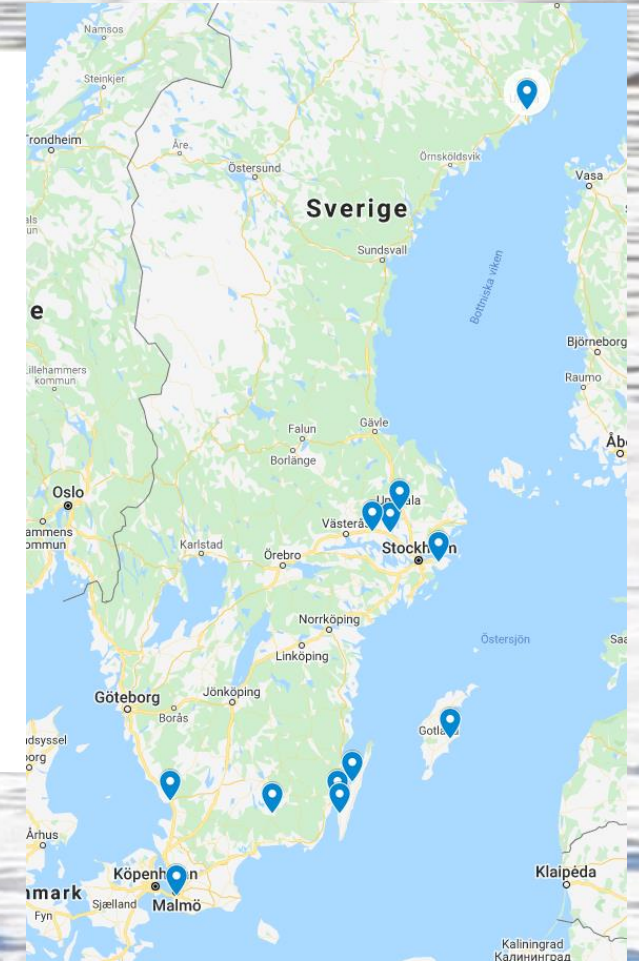 Namsos
Steinkjer
Trondheim
Åre
Östersund
Örnsköldsvik
Vasa
Sverige
Sundsvall
Bottniska viken
Björneborg
Lillehammers
kommun
Raumo
Falun
Gävle
Borlänge
Oslo
Västerås
Karlstad
Örebro
Stockholm
Norrköping
Linköping
Östersjön
Göteborg
Jönköping
Borås
Gotland
Århus
Köpenhamn
Malmö
Sjælland
Fyn
Klaipėda
Kaliningrad
Калининград